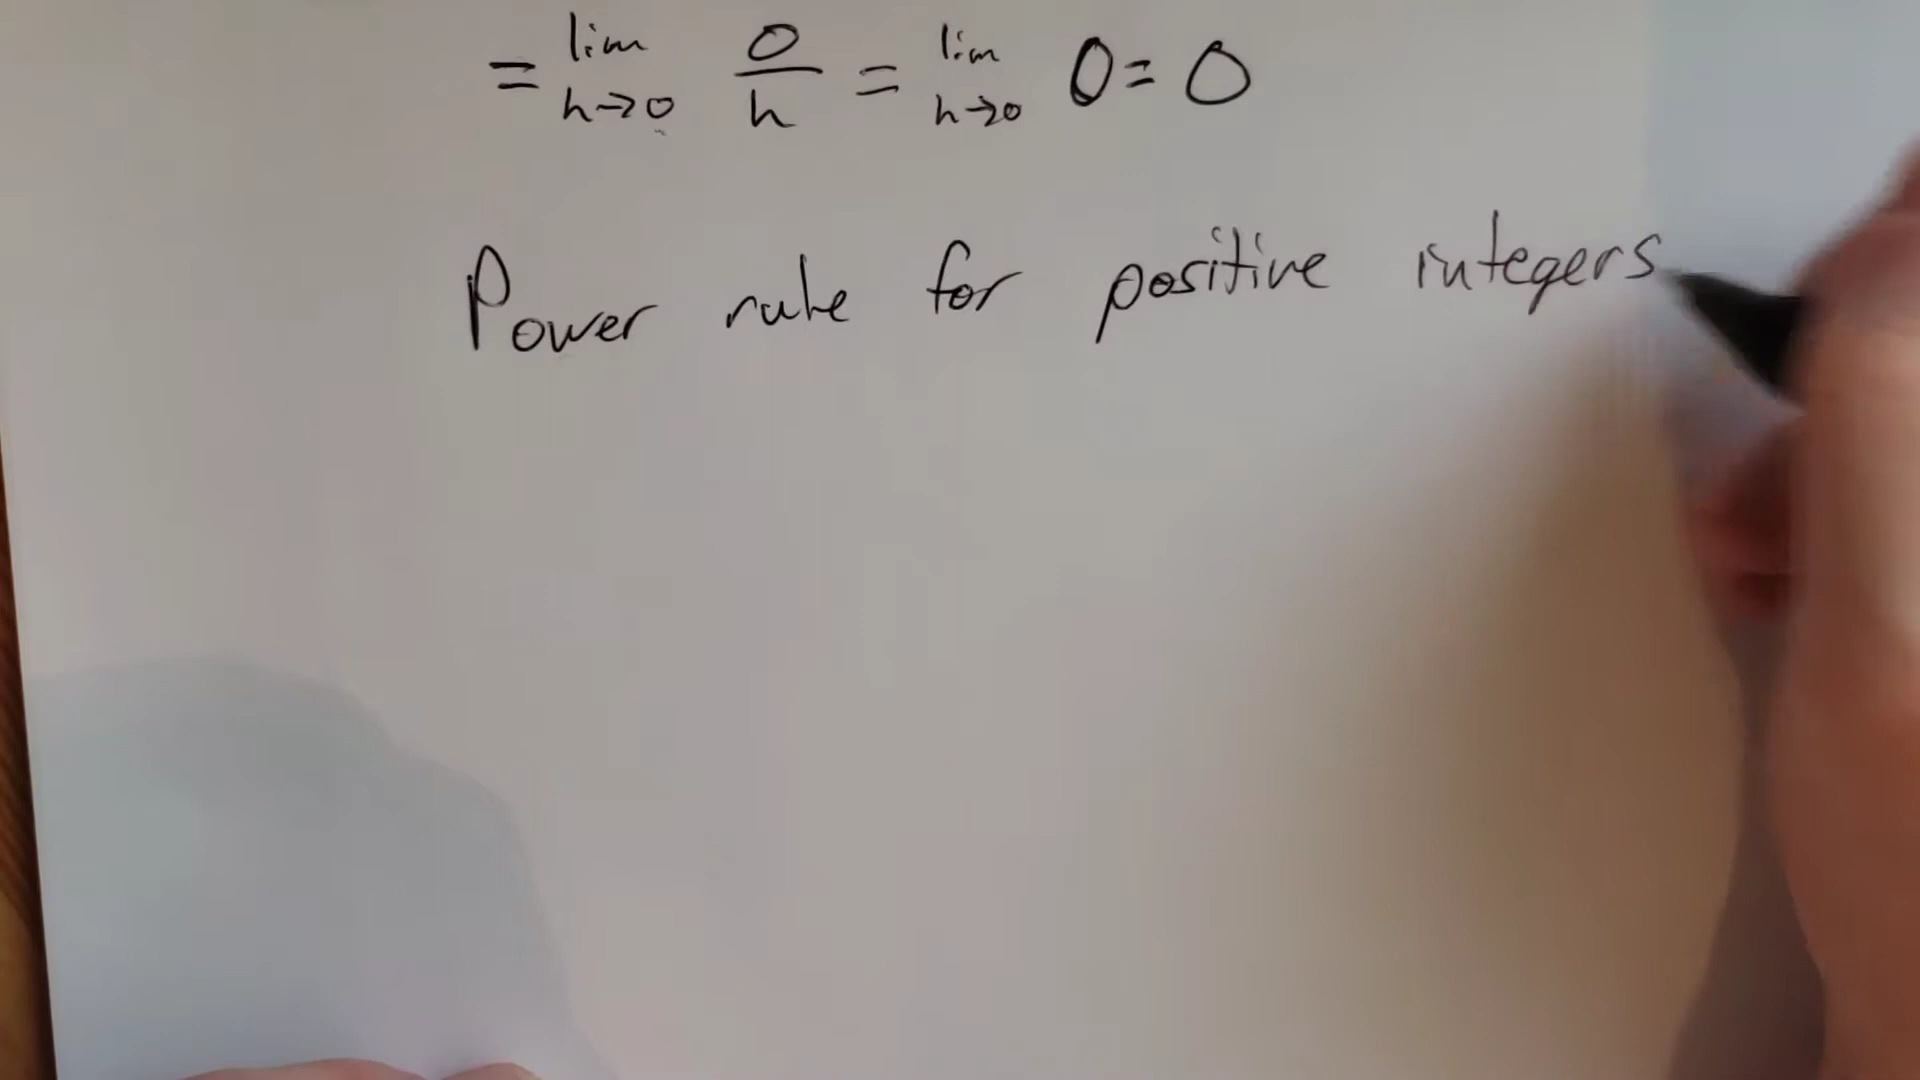 = lim h→0 0/h = lim h→0 0 = 0
Power rule for positive integers